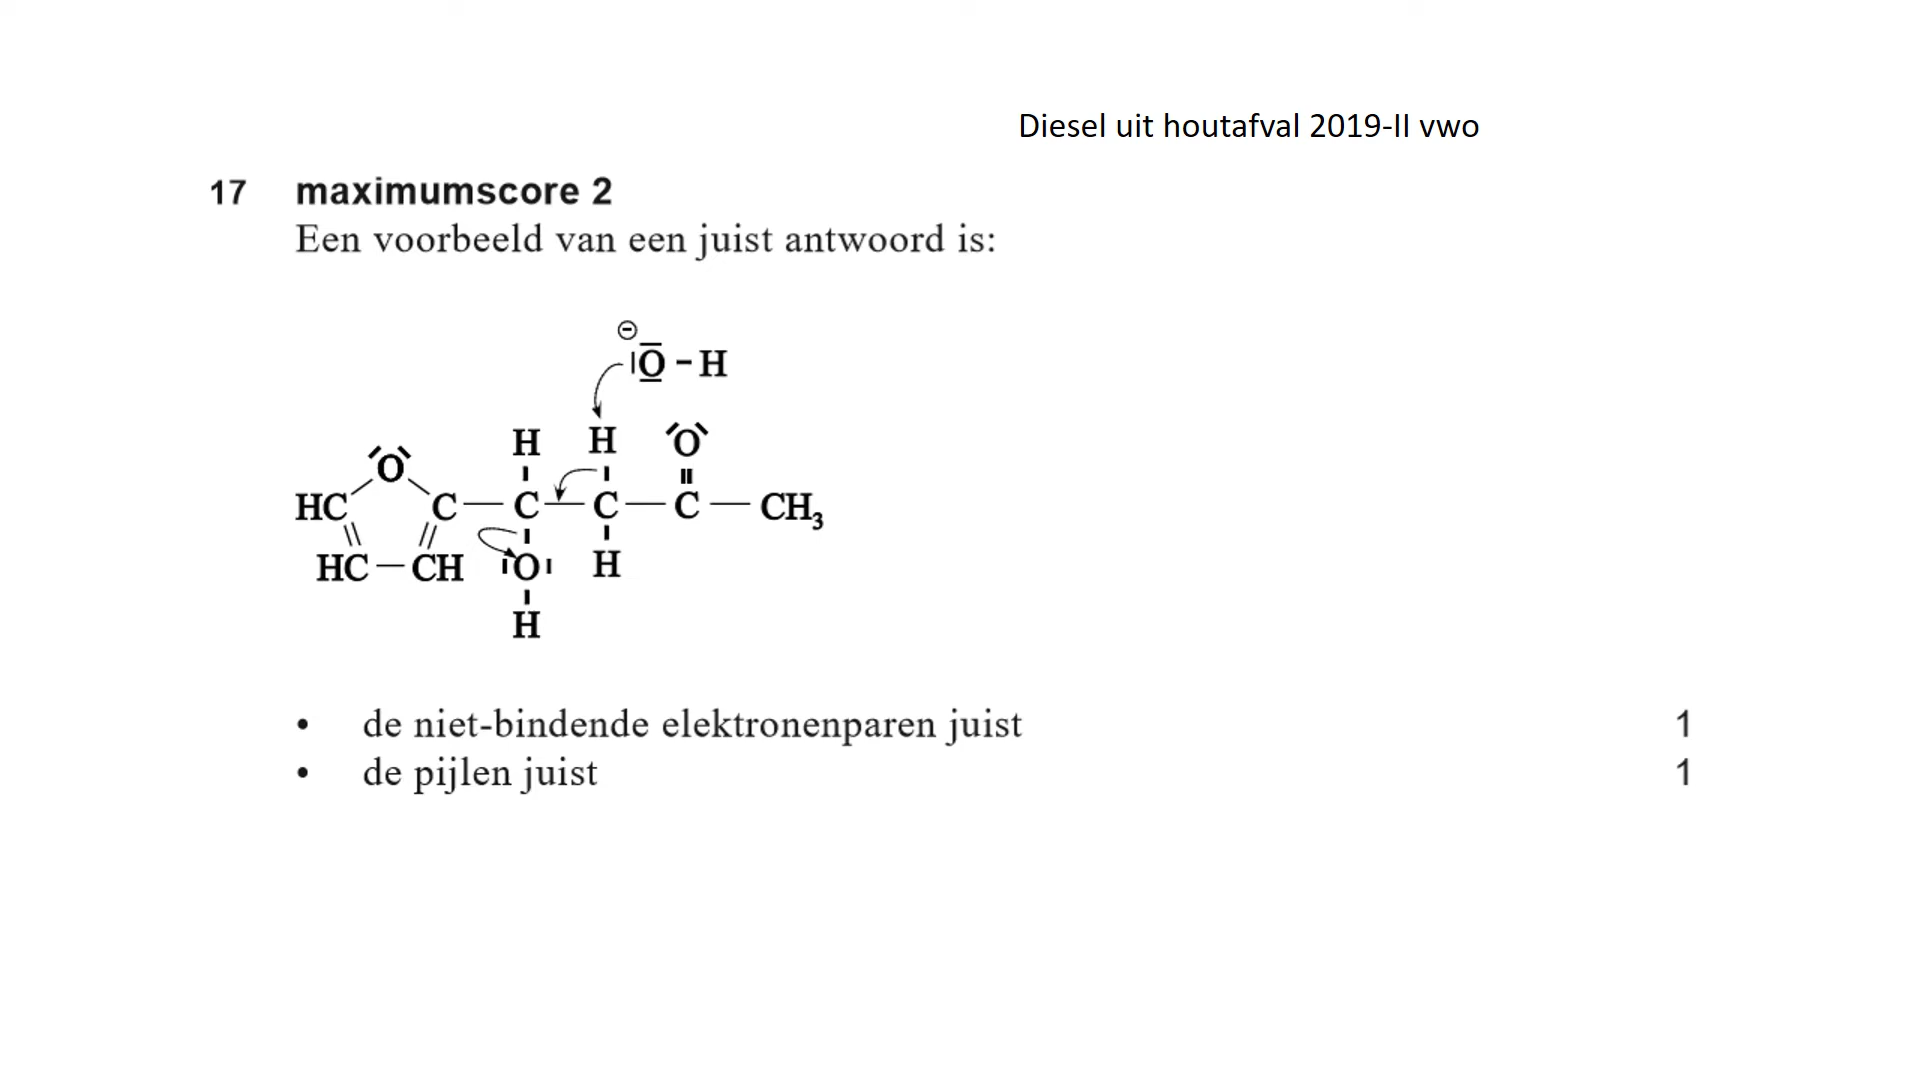 Diesel uit houtafval 2019-II vwo
17 maximumscore 2
Een voorbeeld van een juist antwoord is:
⊖
|O̲̅ – H
H H O
O
HC C — C — C — C — CH₃
HC — CH |O| H
H
• de niet-bindende elektronenparen juist 1
• de pijlen juist 1